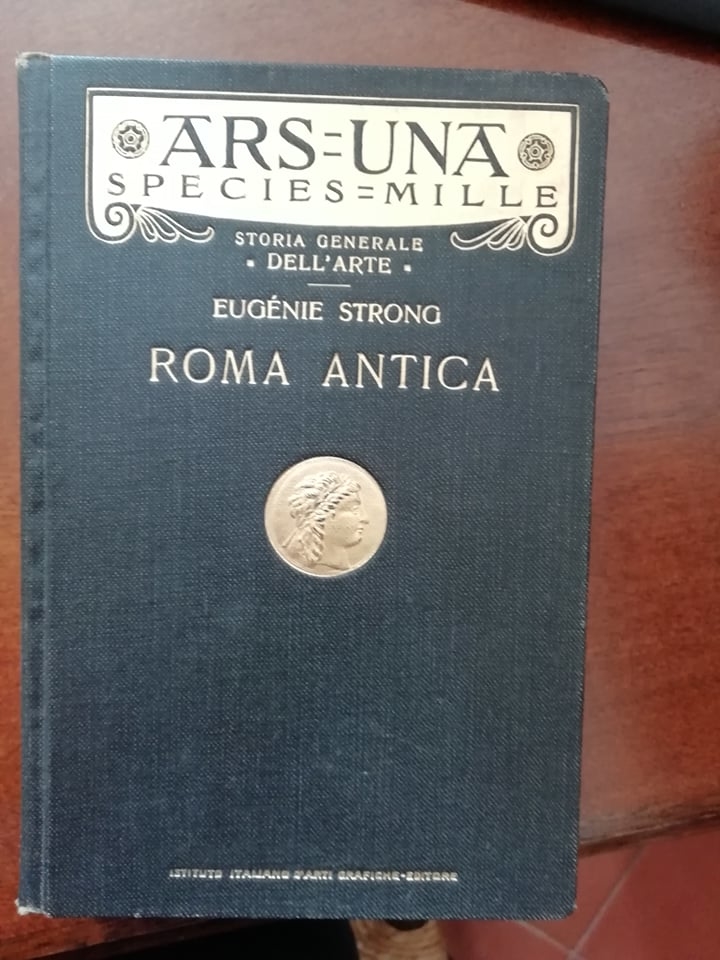 ARS=UNA
SPECIES=MILLE
STORIA GENERALE
▪ DELL'ARTE ▪
EUGÉNIE STRONG
ROMA ANTICA
ISTITUTO ITALIANO D'ARTI GRAFICHE-EDITORE